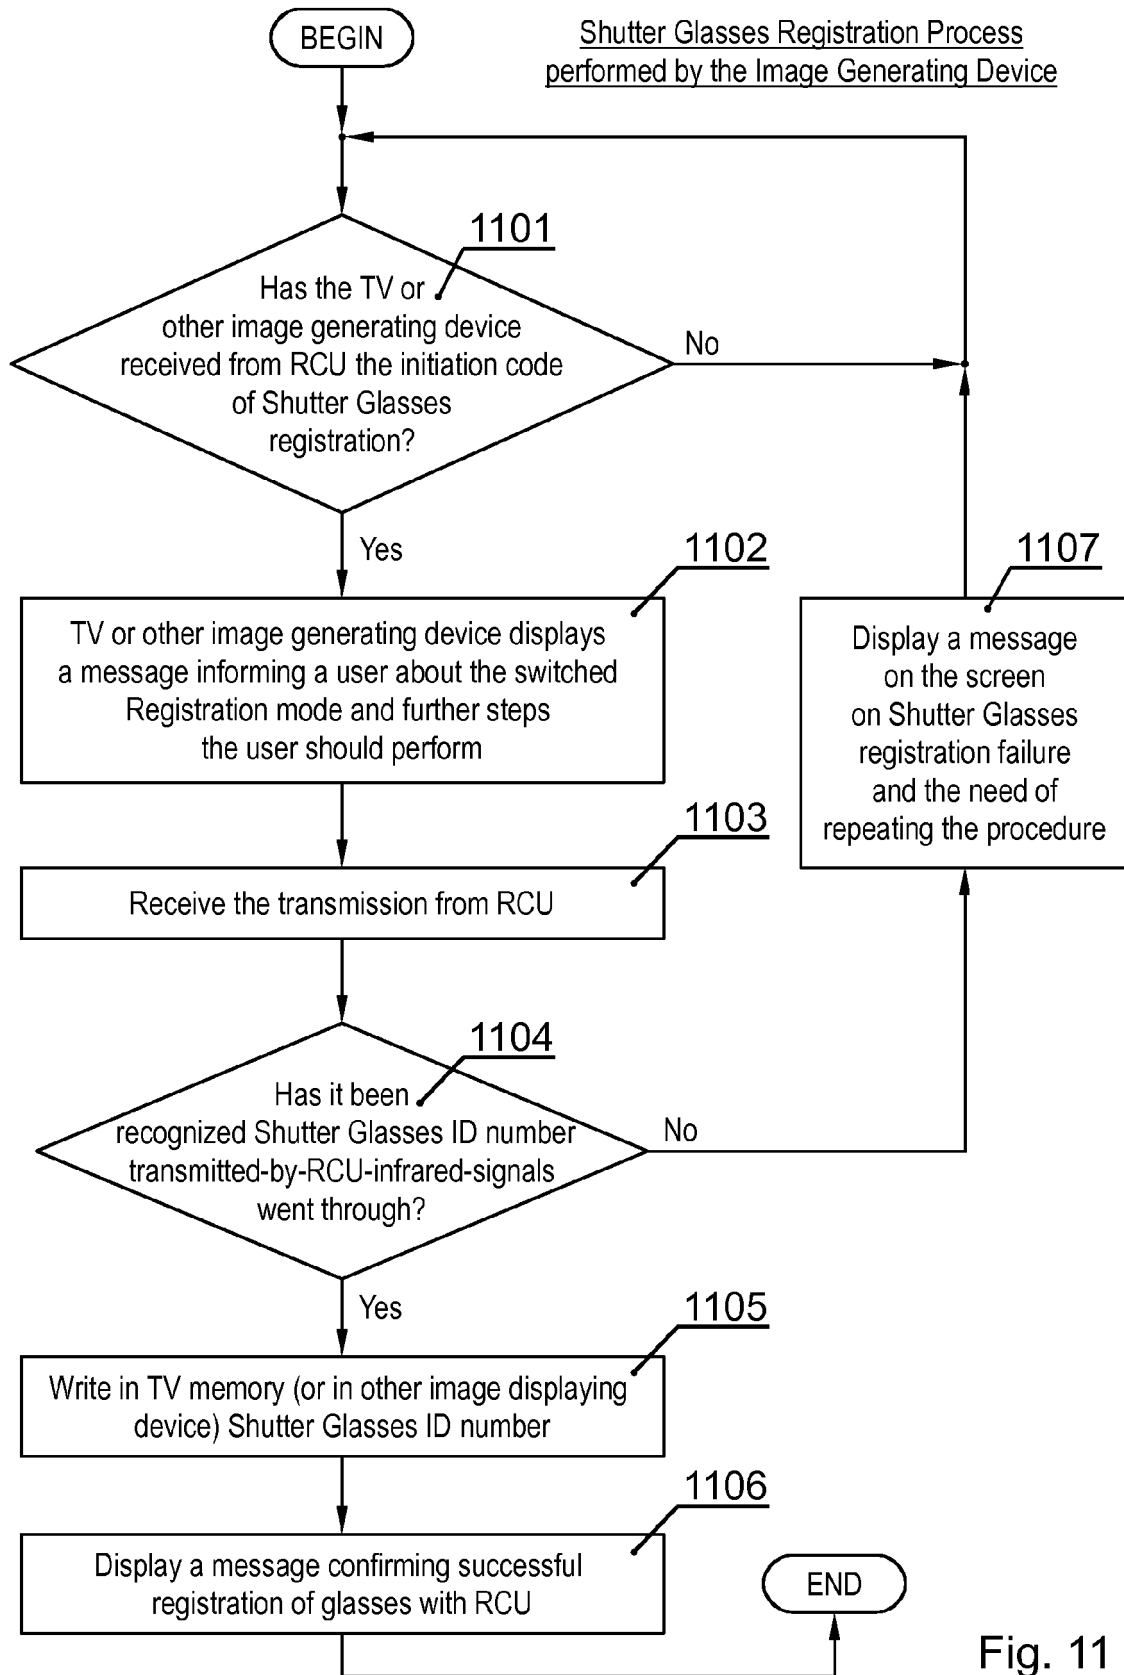 BEGIN
Shutter Glasses Registration Process
performed by the Image Generating Device
1101
Has the TV or
other image generating device
received from RCU the initiation code
of Shutter Glasses
registration?
No
Yes
1102
TV or other image generating device displays
a message informing a user about the switched
Registration mode and further steps
the user should perform
1107
Display a message
on the screen
on Shutter Glasses
registration failure
and the need of
repeating the procedure
1103
Receive the transmission from RCU
1104
Has it been
recognized Shutter Glasses ID number
transmitted-by-RCU-infrared-signals
went through?
No
Yes
1105
Write in TV memory (or in other image displaying
device) Shutter Glasses ID number
1106
Display a message confirming successful
registration of glasses with RCU
END
Fig. 11